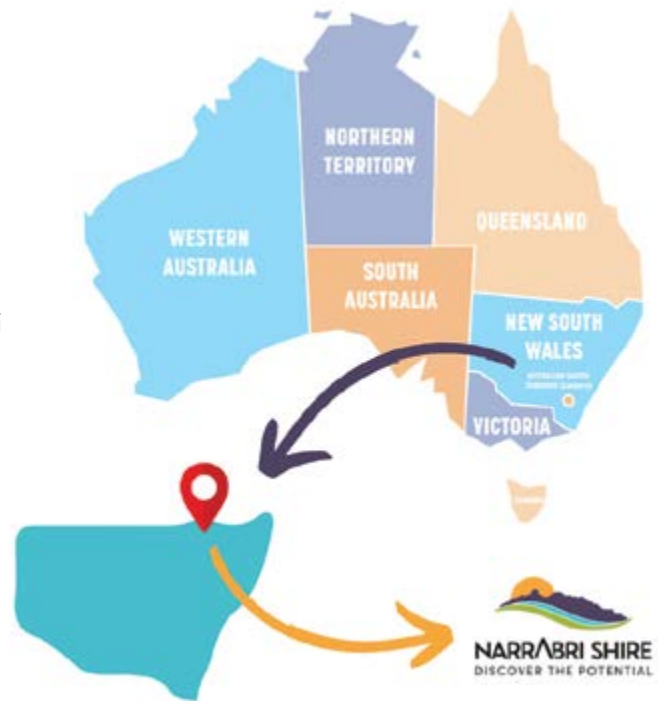 NORTHERN
TERRITORY
QUEENSLAND
WESTERN
AUSTRALIA
SOUTH
AUSTRALIA
NEW SOUTH
WALES
VICTORIA
NARRABRI SHIRE
DISCOVER THE POTENTIAL